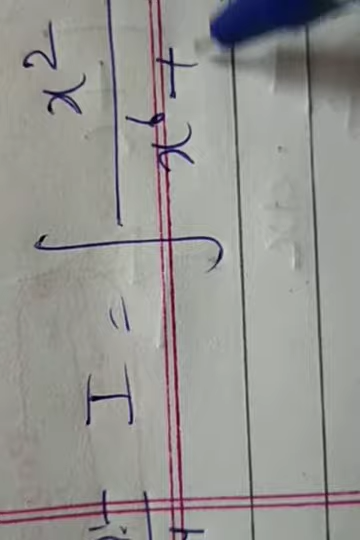 I = ∫ x² / x⁶ +